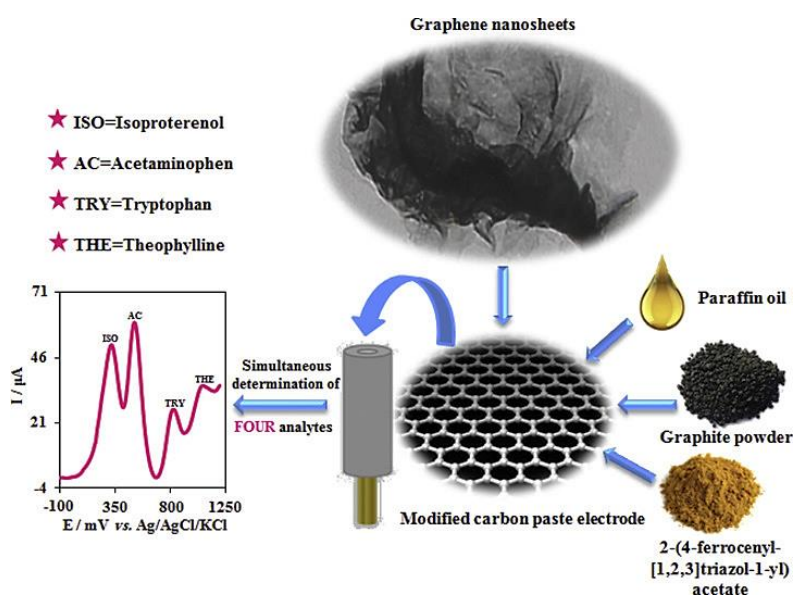 Graphene nanosheets
ISO=Isoproterenol
AC=Acetaminophen
TRY=Tryptophan
THE=Theophylline
71
46
21
-4
I / µA
ISO
AC
TRY
THE
-100 350 800 1250
E / mV vs. Ag/AgCl/KCl
Simultaneous
determination of
FOUR analytes
Modified carbon paste electrode
Paraffin oil
Graphite powder
2-(4-ferrocenyl-
[1,2,3]triazol-1-yl)
acetate